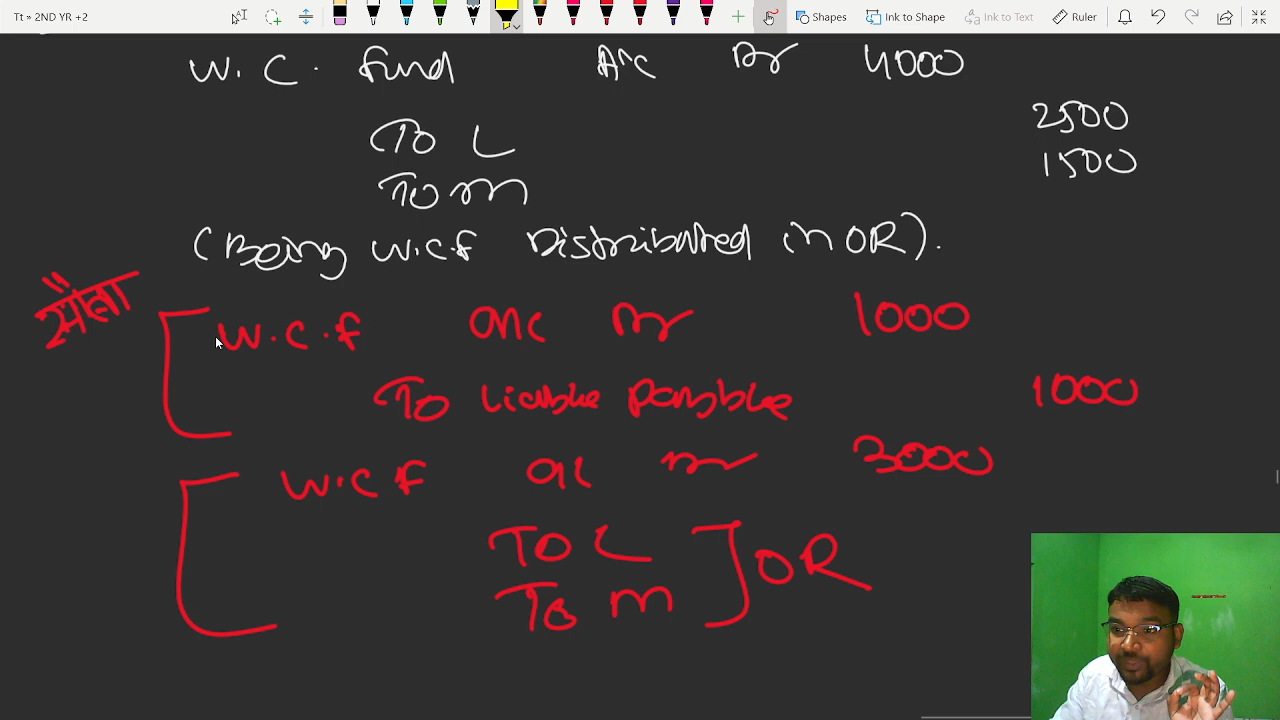 Tt » 2ND YR +2
Shapes Ink to Shape Ink to Text Ruler
W. C. fund A/c Dr 4000
To L 2500
To m 1500
(Being W.C.f Distributed in OR).
W.C.f a/c Dr 1000
To liable payable 1000
W.C.f ac Dr 3000
To L
To m ] OR